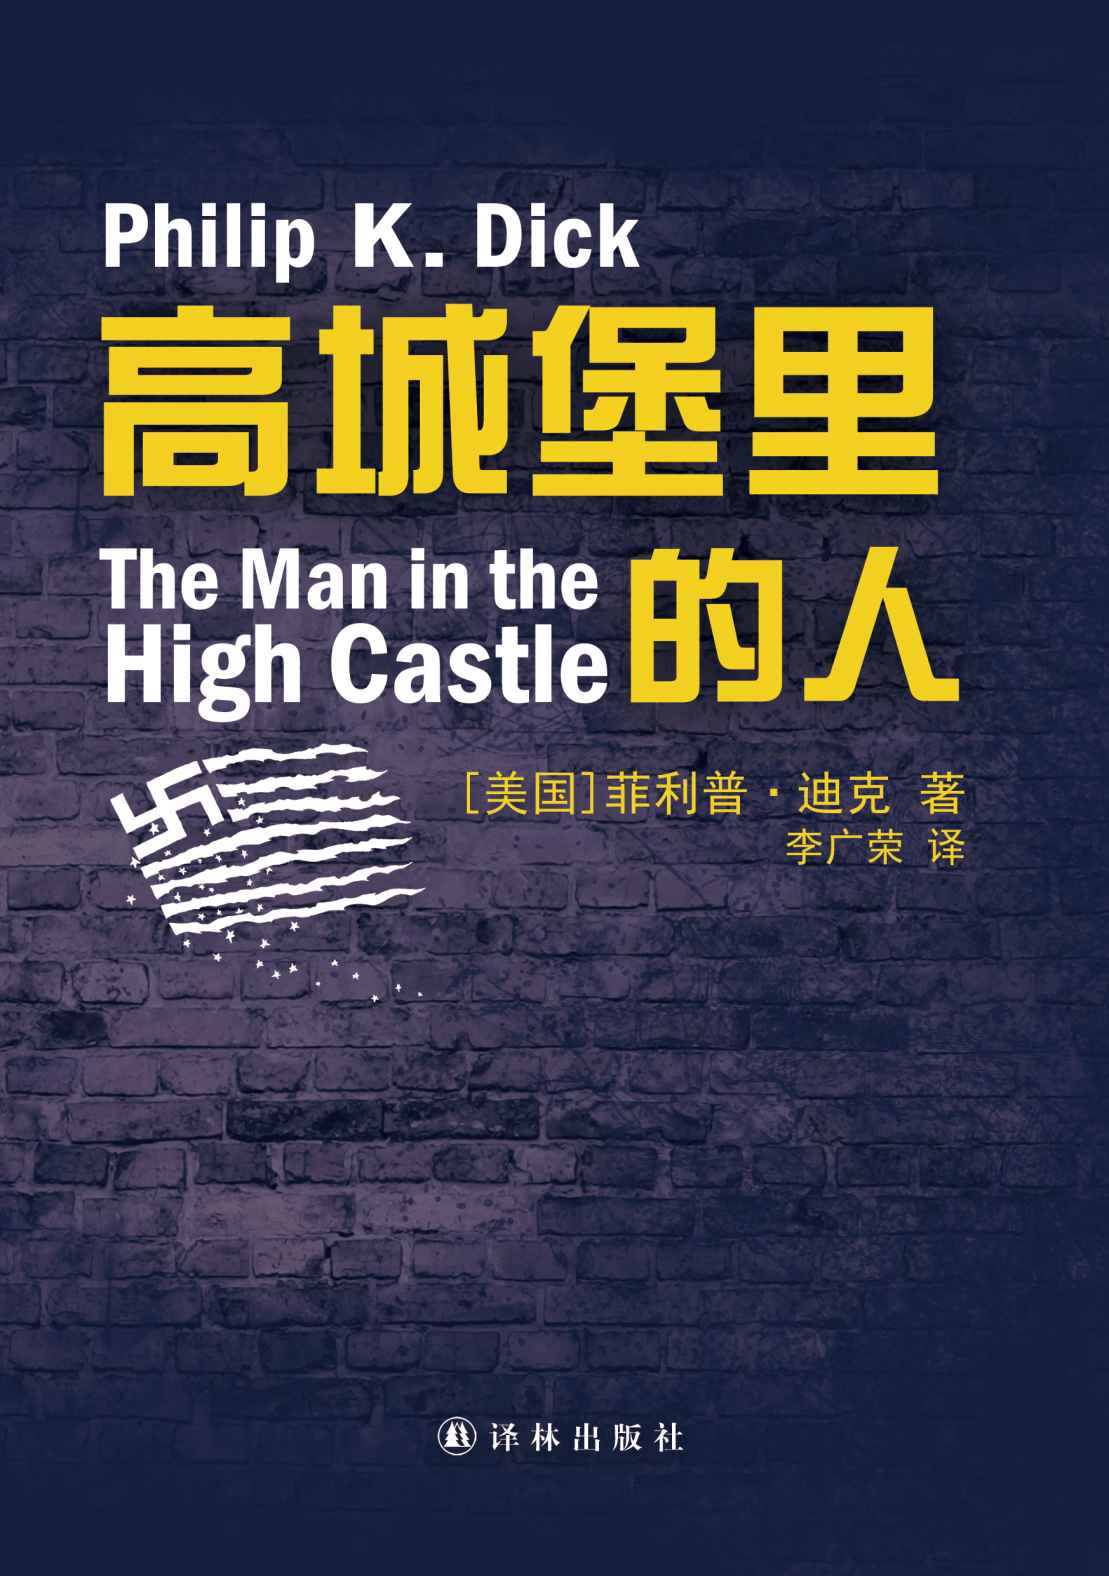 Philip K. Dick
高城堡里
The Man in the
High Castle
的人
[美国]菲利普·迪克 著
李广荣 译
译林出版社